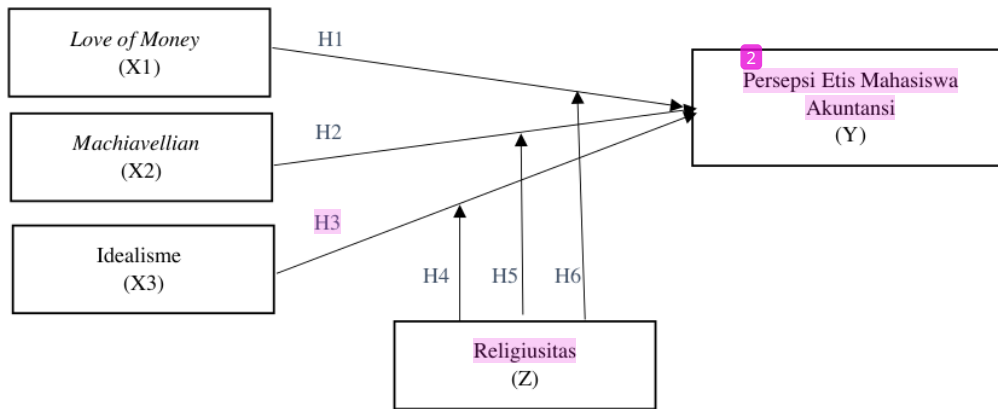 Love of Money
(X1)
H1
2
Persepsi Etis Mahasiswa
Akuntansi
(Y)
Machiavellian
(X2)
H2
H3
Idealisme
(X3)
H4
H5
H6
Religiusitas
(Z)